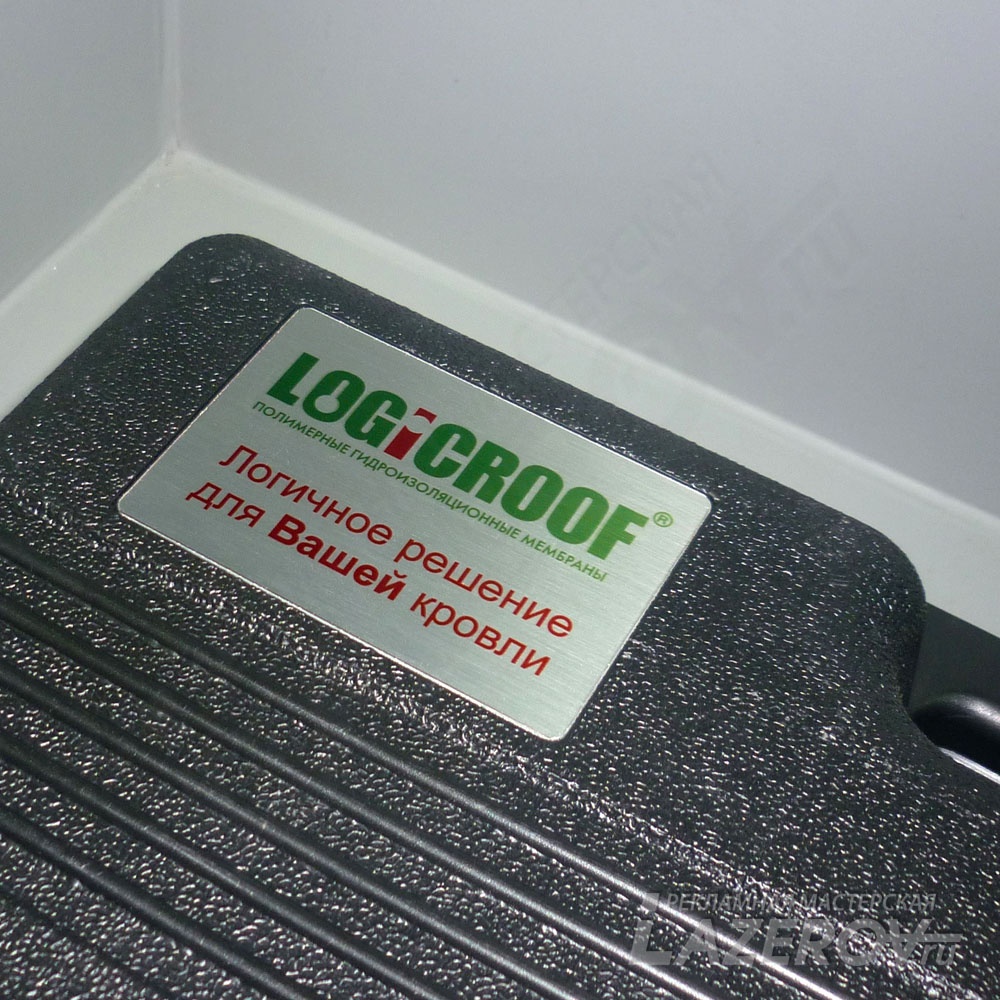 LOGiCROOF®
ПОЛИМЕРНЫЕ ГИДРОИЗОЛЯЦИОННЫЕ МЕМБРАНЫ
Логичное решение
для Вашей кровли
РЕКЛАМНАЯ МАСТЕРСКАЯ
LAZEROV.ru